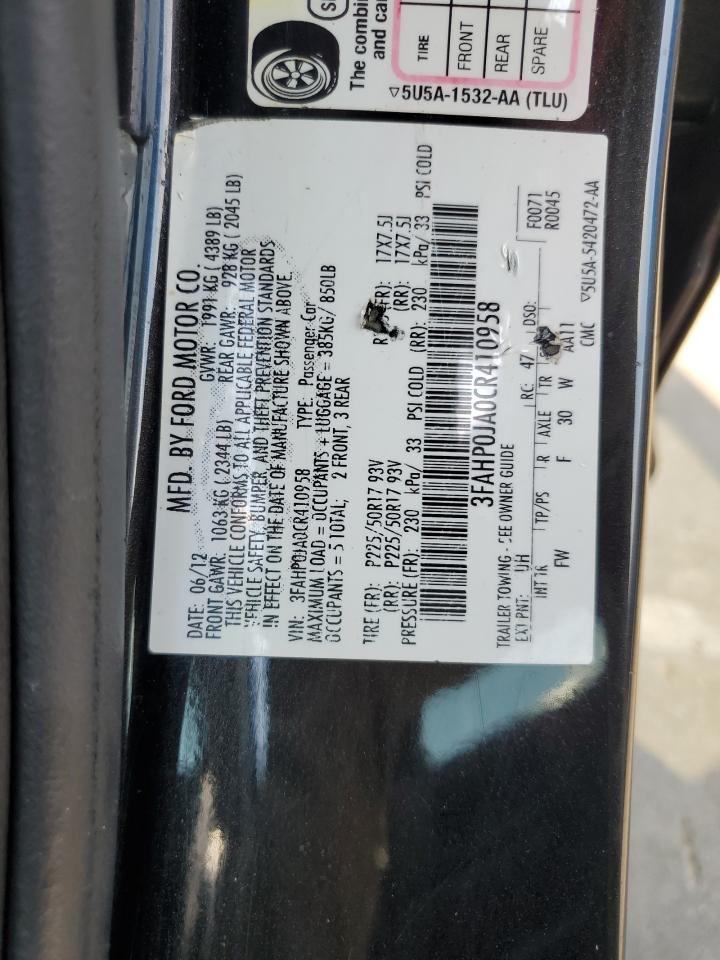 The combin
and car
TIRE
FRONT
REAR
SPARE
▽5U5A-1532-AA (TLU)
MFD. BY FORD MOTOR CO.
DATE: 06/12 GVWR: 1991 KG ( 4389 LB)
FRONT GAWR: 1063 KG ( 2344 LB) REAR GAWR: 928 KG ( 2045 LB)
THIS VEHICLE CONFORMS TO ALL APPLICABLE FEDERAL MOTOR
VEHICLE SAFETY, BUMPER, AND THEFT PREVENTION STANDARDS
IN EFFECT ON THE DATE OF MANUFACTURE SHOWN ABOVE.
VIN: 3FAHP0JA0CR410958 TYPE: Passenger Car
MAXIMUM LOAD = OCCUPANTS + LUGGAGE = 385KG/ 850LB
OCCUPANTS = 5 TOTAL; 2 FRONT, 3 REAR
TIRE (FR): P225/50R17 93V (FR): 17X7.5J
(RR): P225/50R17 93V (RR): 17X7.5J
PRESSURE (FR): 230 kPa/ 33 PSI COLD (RR): 230 kPa/ 33 PSI COLD
3FAHP0JA0CR410958
TRAILER TOWING - SEE OWNER GUIDE F0071
EXT PNT: UH RC: 47 DSO: R0045
INT TR TP/PS R AXLE TR
FW F 30 W AA11
CMC
▽5U5A-5420472-AA